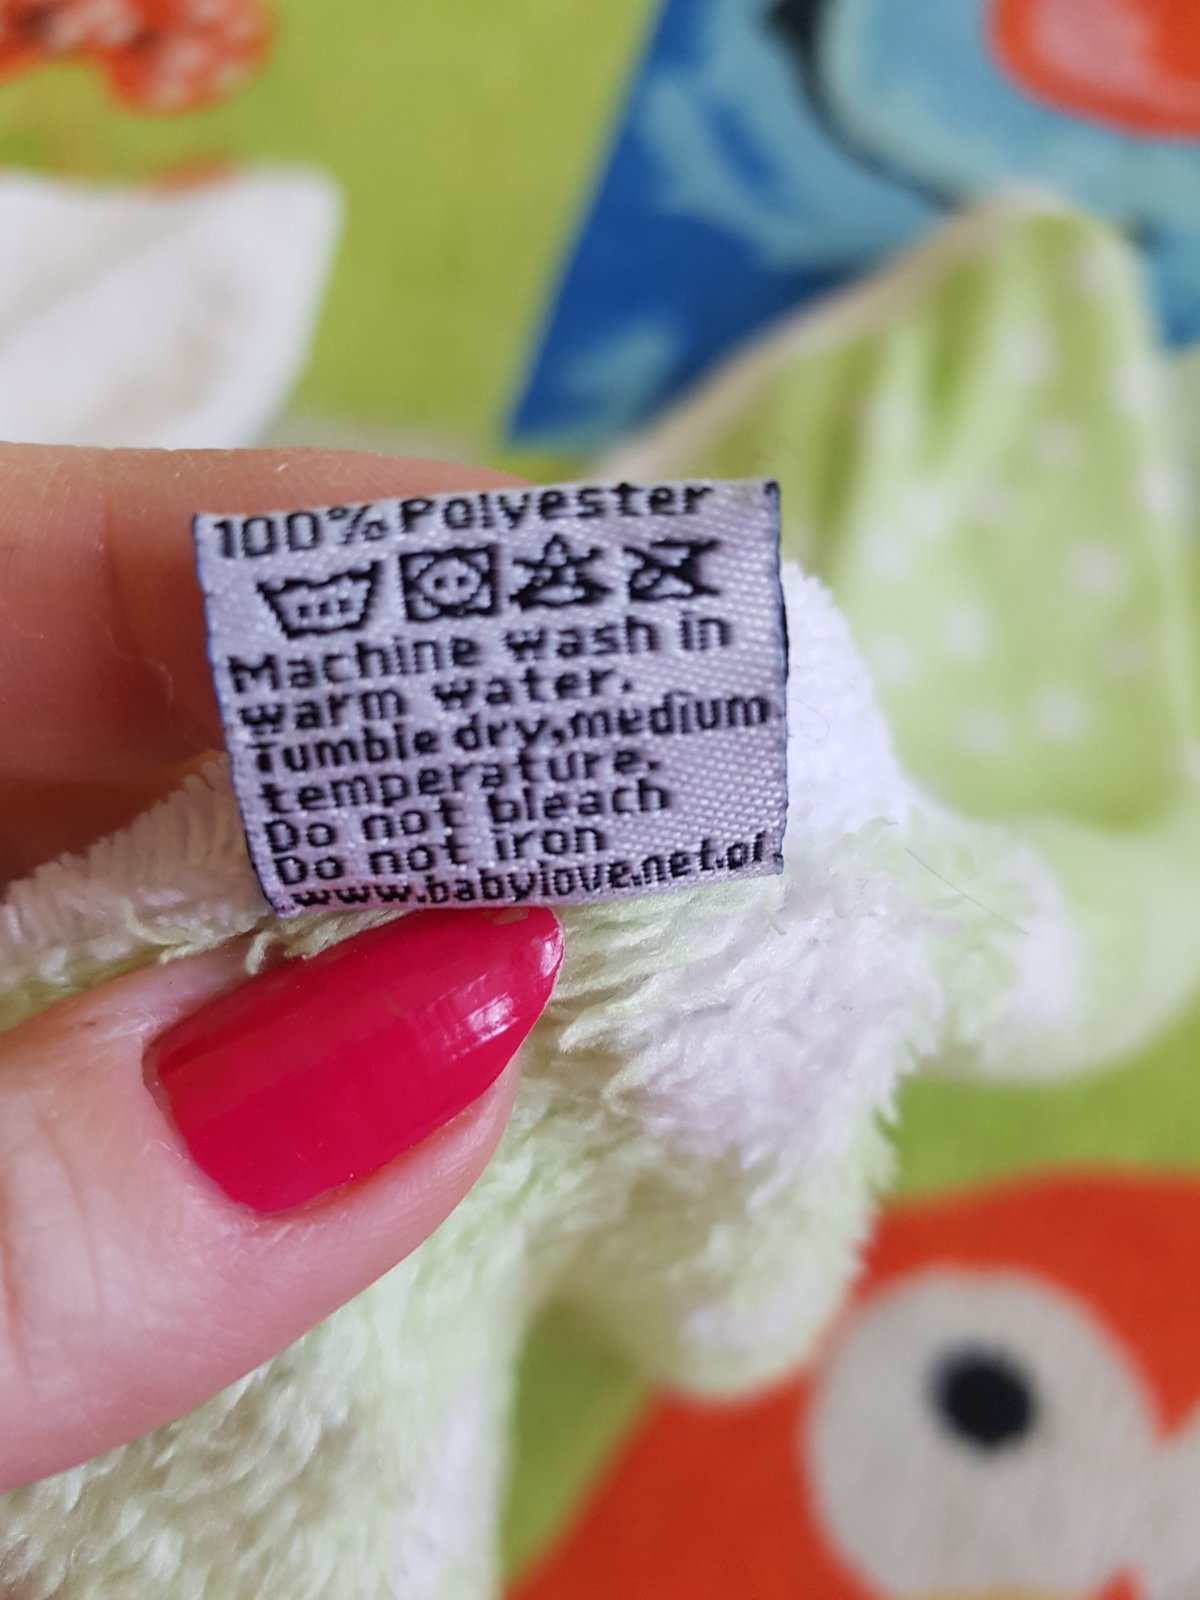 100% Polyester
Machine wash in
warm water.
Tumble dry,medium
temperature.
Do not bleach
Do not iron
www.babylove.net.pl